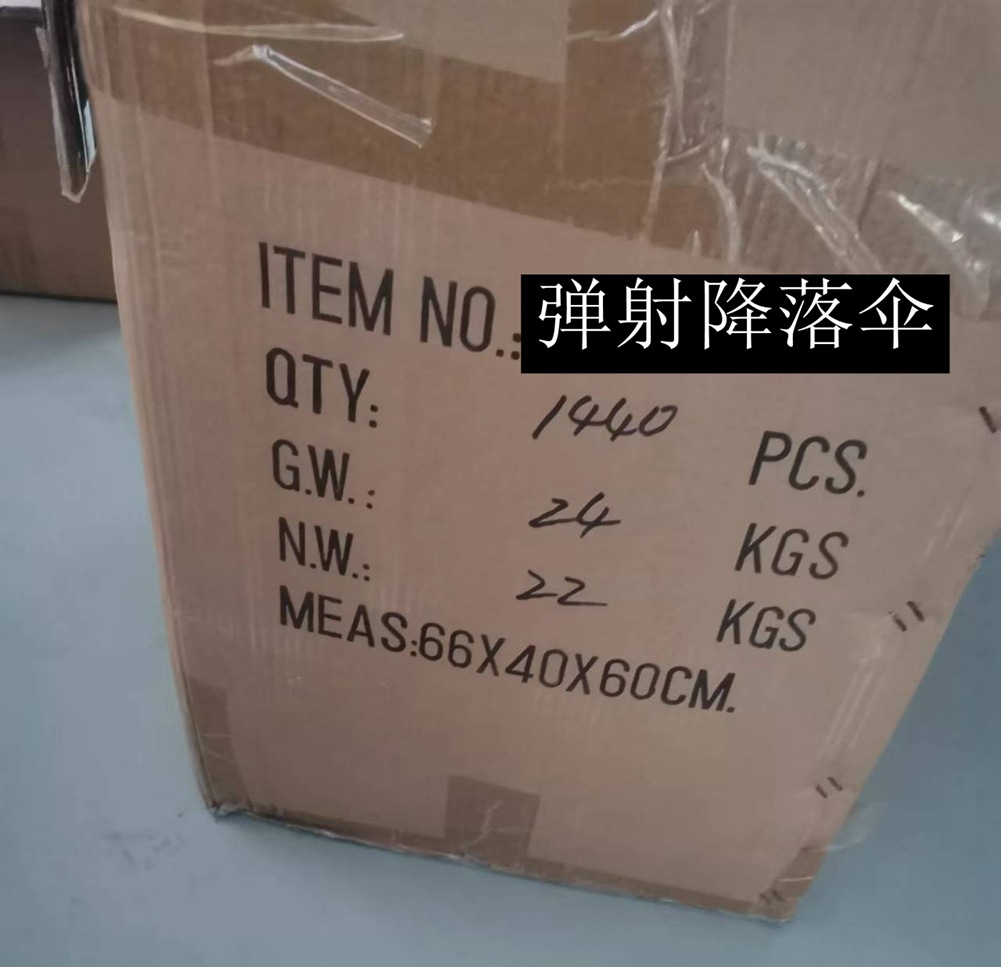 ITEM NO.: 弹射降落伞
QTY: 1440 PCS.
G.W.: 24 KGS
N.W.: 22 KGS
MEAS:66X40X60CM.